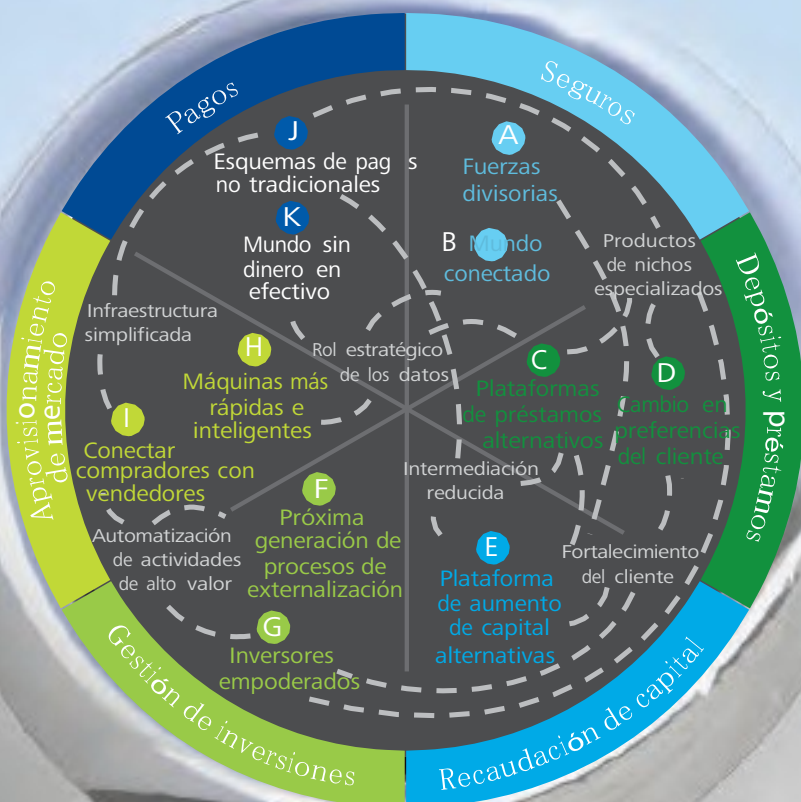 Pagos
Seguros
Depósitos y préstamos
Recaudación de capital
Gestión de inversiones
Aprovisionamiento
de mercado
J
Esquemas de pag s
no tradicionales
K
Mundo sin
dinero en
efectivo
A
Fuerzas
divisorias
B Mundo
conectado
Productos
de nichos
especializados
Infraestructura
simplificada
Rol estratégico
de los datos
H
Máquinas más
rápidas e
inteligentes
I
Conectar
compradores con
vendedores
C
Plataformas
de préstamos
alternativos
D
Cambio en
preferencias
del cliente
Intermediación
reducida
F
Próxima
generación de
procesos de
externalización
Automatización
de actividades
de alto valor
G
Inversores
empoderados
E
Plataforma
de aumento
de capital
alternativas
Fortalecimiento
del cliente